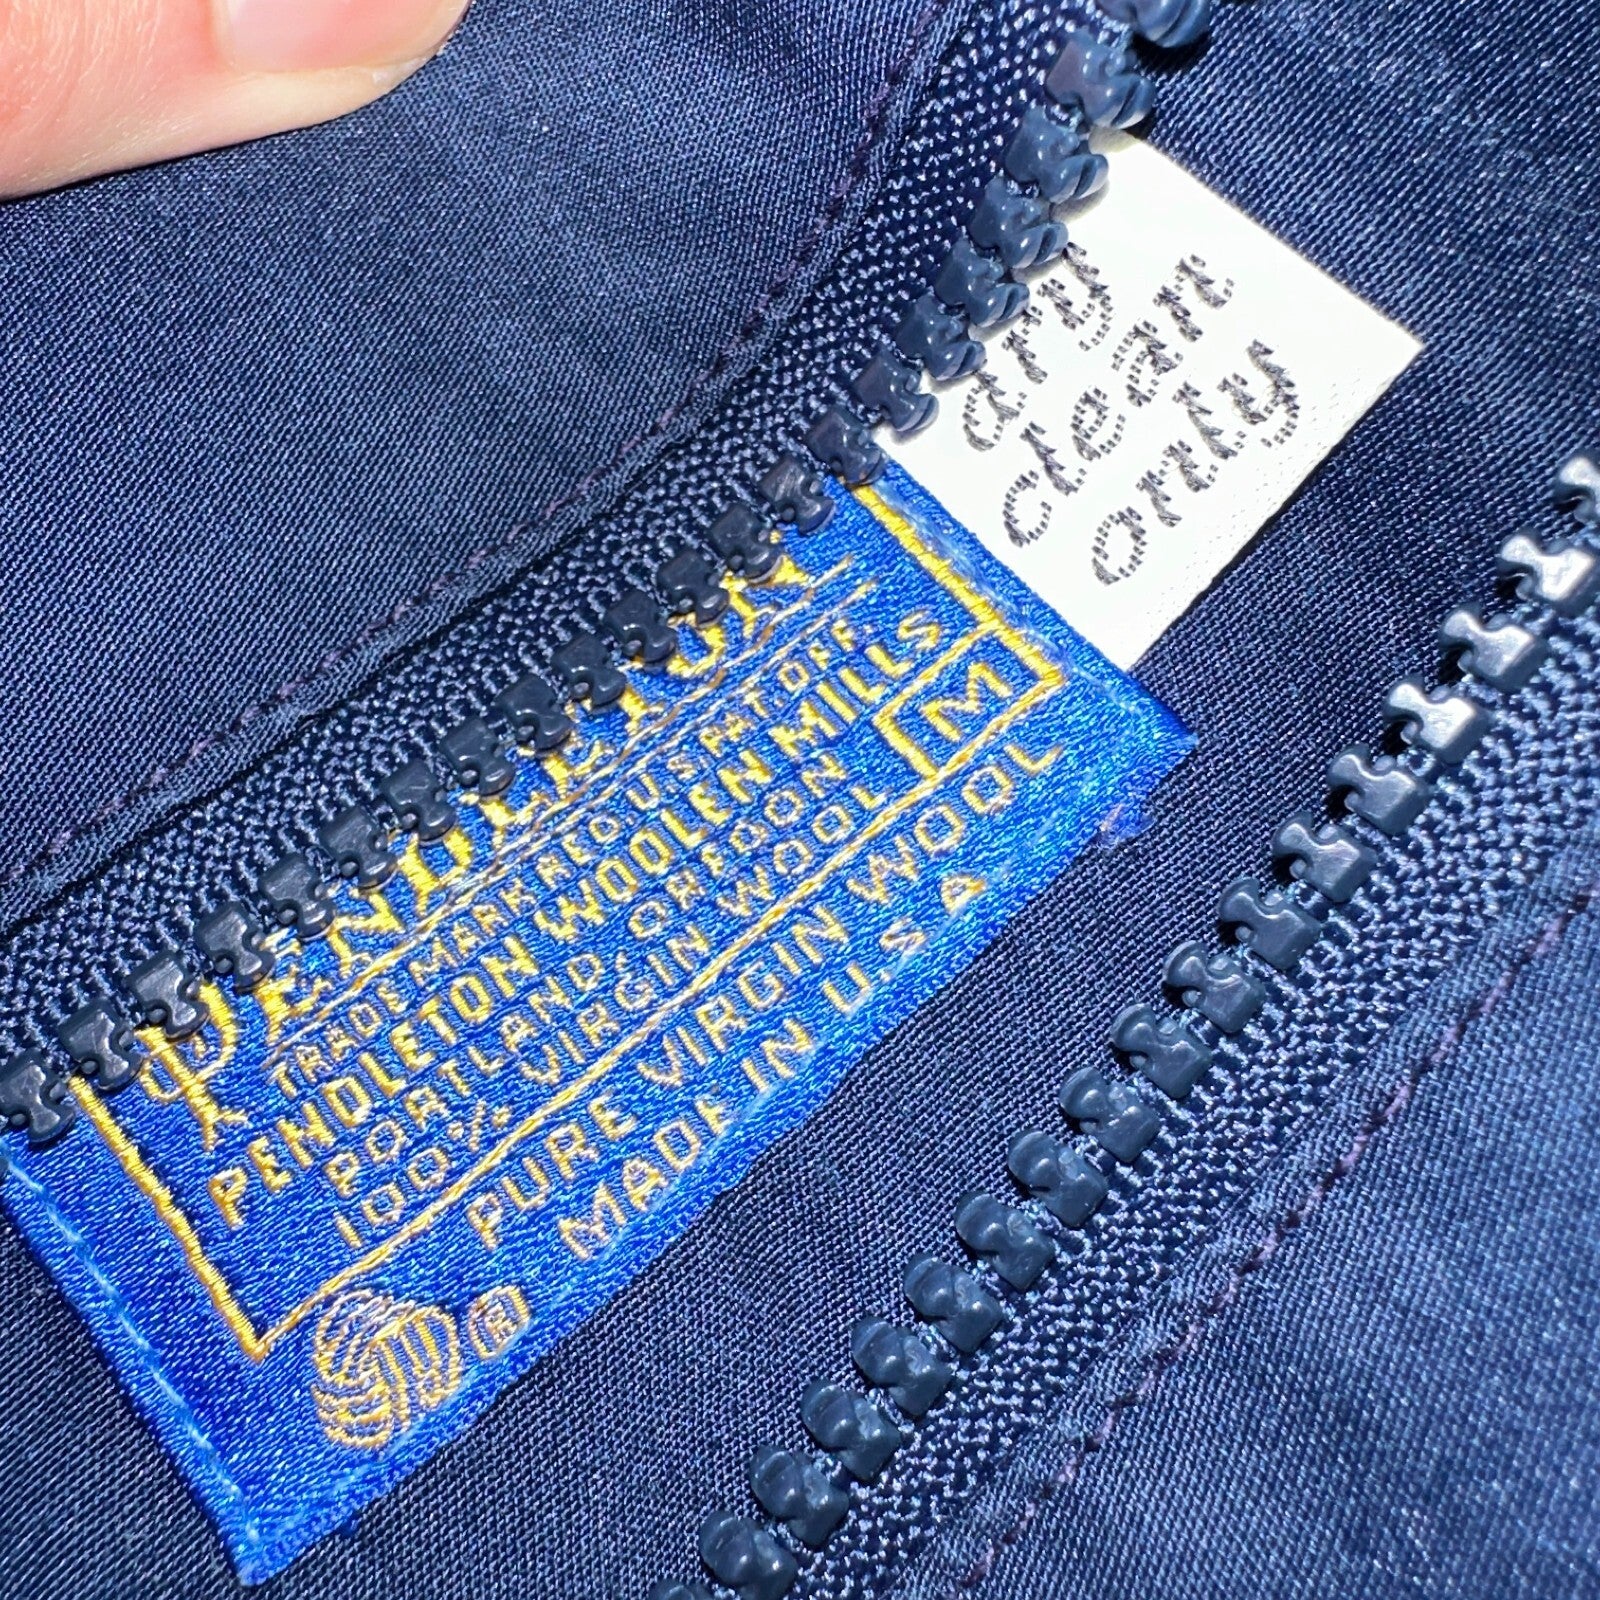 PENDLETON
TRADEMARK REG U.S. PAT. OFF.
PENDLETON WOOLEN MILLS
PORTLAND, OREGON
100% VIRGIN WOOL
M
PURE VIRGIN WOOL
MADE IN U.S.A
®
dry
clean
only